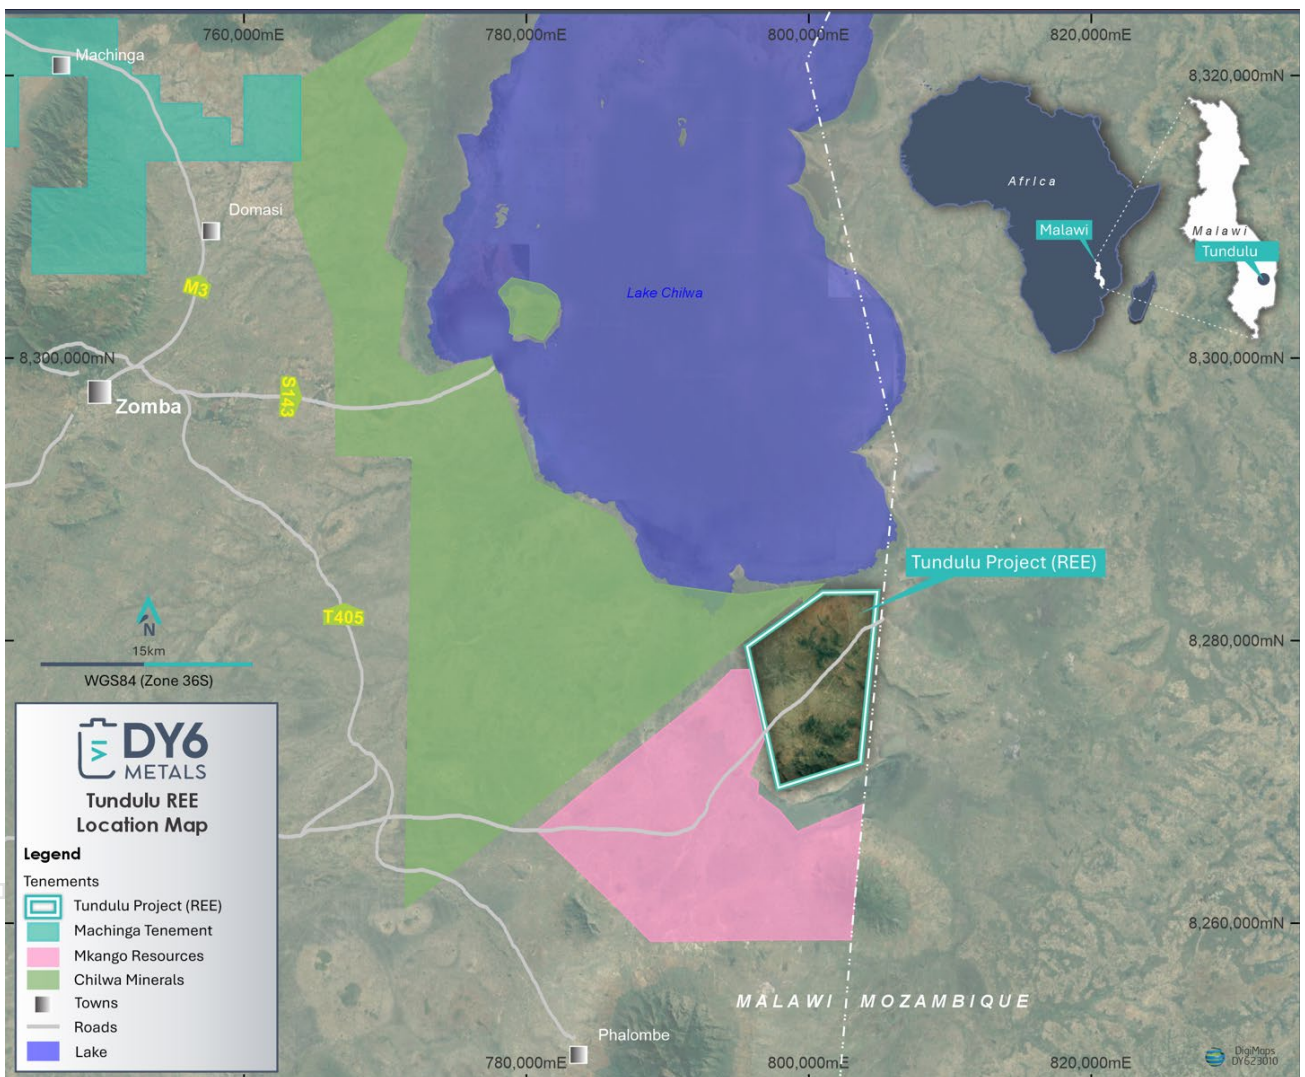 760,000mE
780,000mE
800,000mE
820,000mE
Machinga
8,320,000mN
Africa
Domasi
Malawi
Malawi
Tundulu
M3
Lake Chilwa
8,300,000mN
8,300,000mN
S143
Zomba
Tundulu Project (REE)
T405
N
15km
8,280,000mN
WGS84 (Zone 36S)
DY6
METALS
Tundulu REE
Location Map
Legend
Tenements
Tundulu Project (REE)
Machinga Tenement
Mkango Resources
Chilwa Minerals
Towns
Roads
Lake
8,260,000mN
MALAWI
MOZAMBIQUE
Phalombe
780,000mE
800,000mE
820,000mE
DigiMaps
DY623010